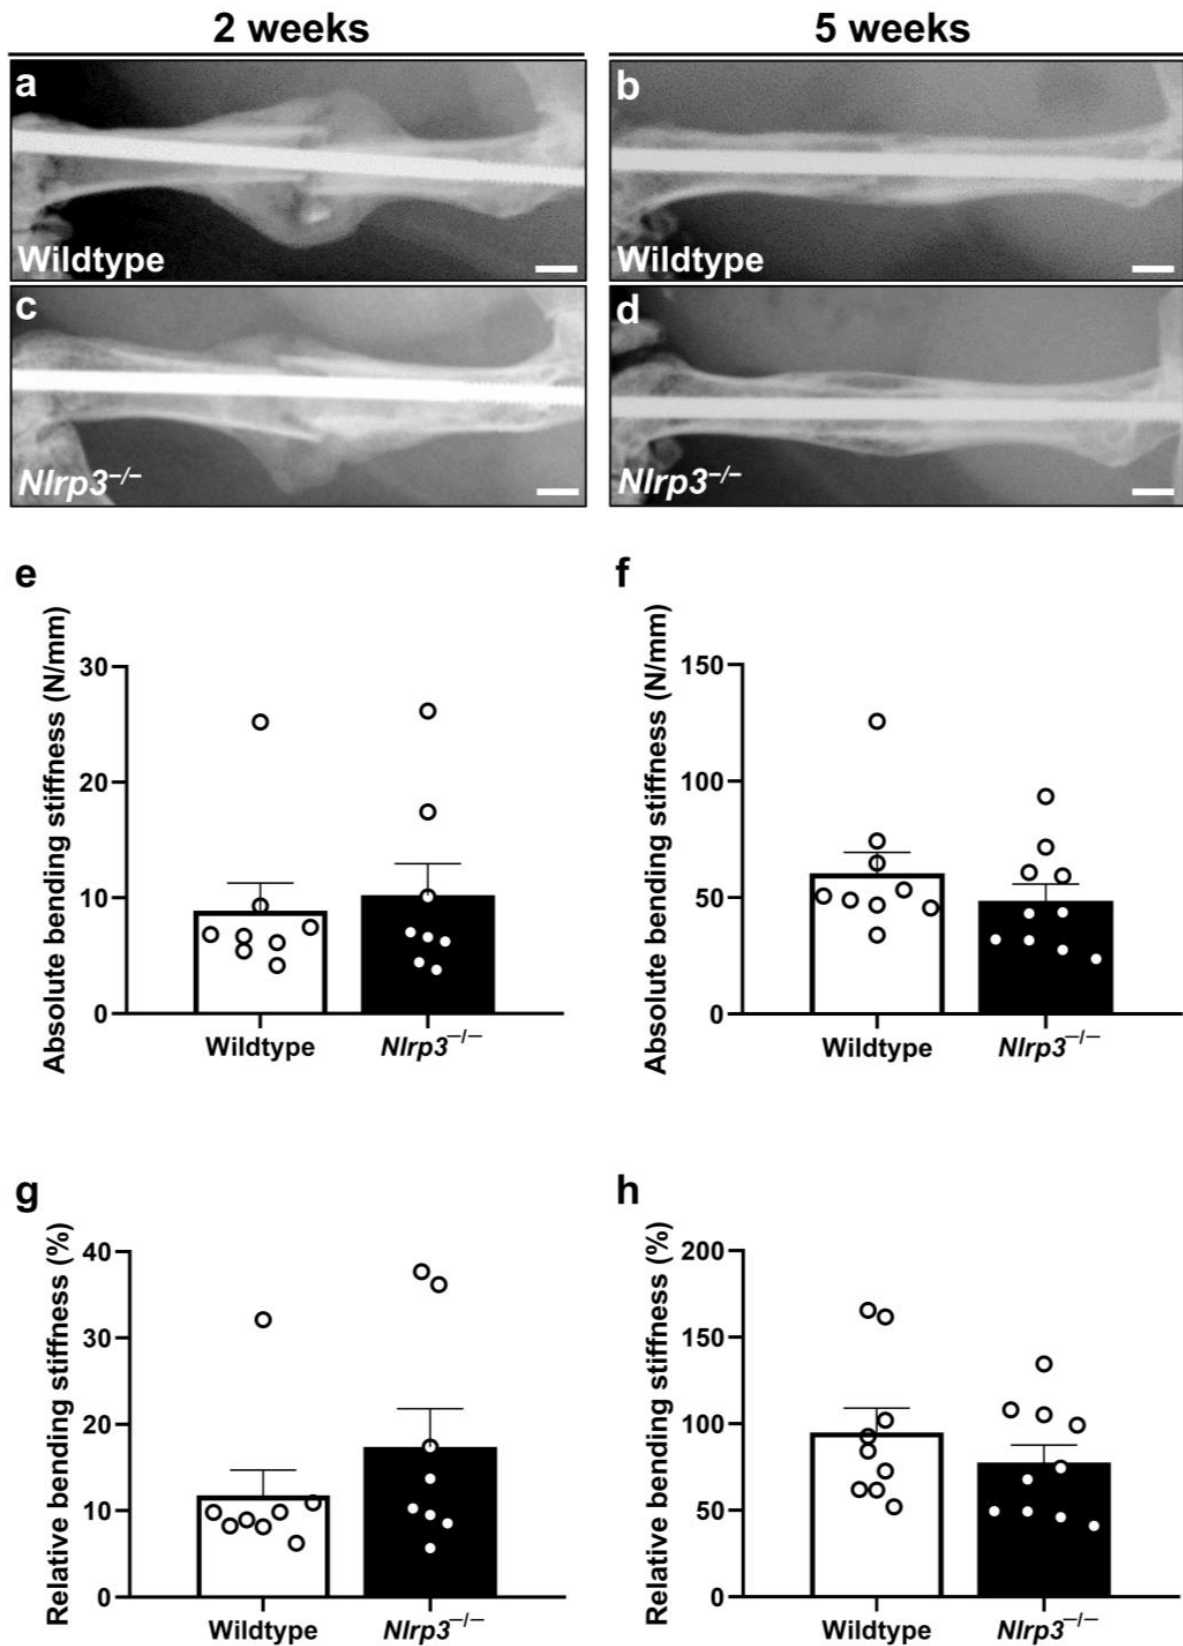 2 weeks
5 weeks
a
Wildtype
b
Wildtype
c
Nlrp3–/–
d
Nlrp3–/–
e
Absolute bending stiffness (N/mm)
30
20
10
0
Wildtype
Nlrp3–/–
f
Absolute bending stiffness (N/mm)
150
100
50
0
Wildtype
Nlrp3–/–
g
Relative bending stiffness (%)
40
30
20
10
0
Wildtype
Nlrp3–/–
h
Relative bending stiffness (%)
200
150
100
50
0
Wildtype
Nlrp3–/–